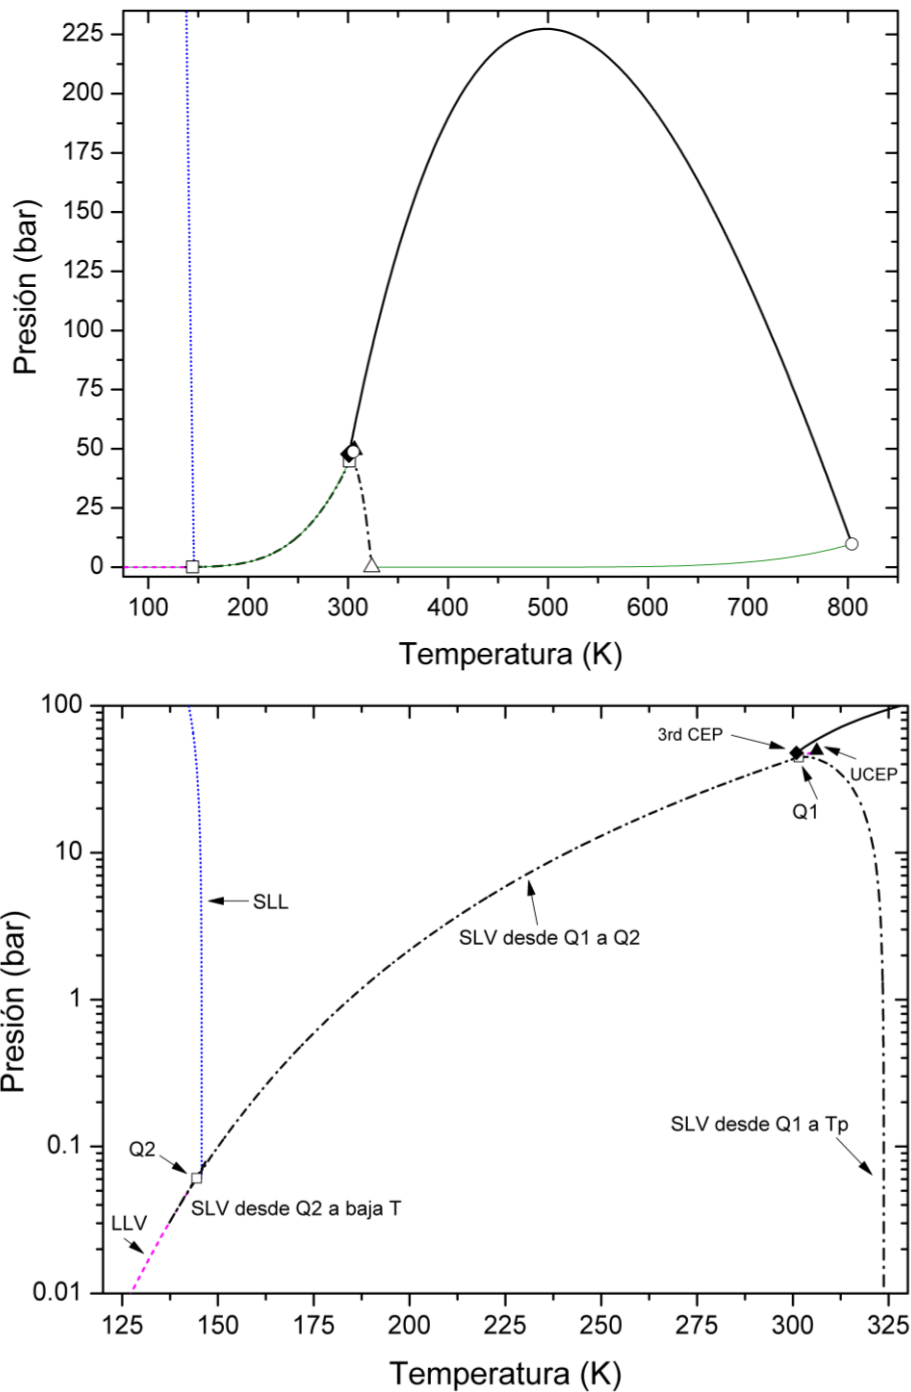 225
200
175
150
125
100
75
50
25
0
Presión (bar)
100 200 300 400 500 600 700 800
Temperatura (K)
100
10
1
0.1
0.01
Presión (bar)
3rd CEP
UCEP
Q1
SLL
SLV desde Q1 a Q2
SLV desde Q1 a Tp
Q2
SLV desde Q2 a baja T
LLV
125 150 175 200 225 250 275 300 325
Temperatura (K)